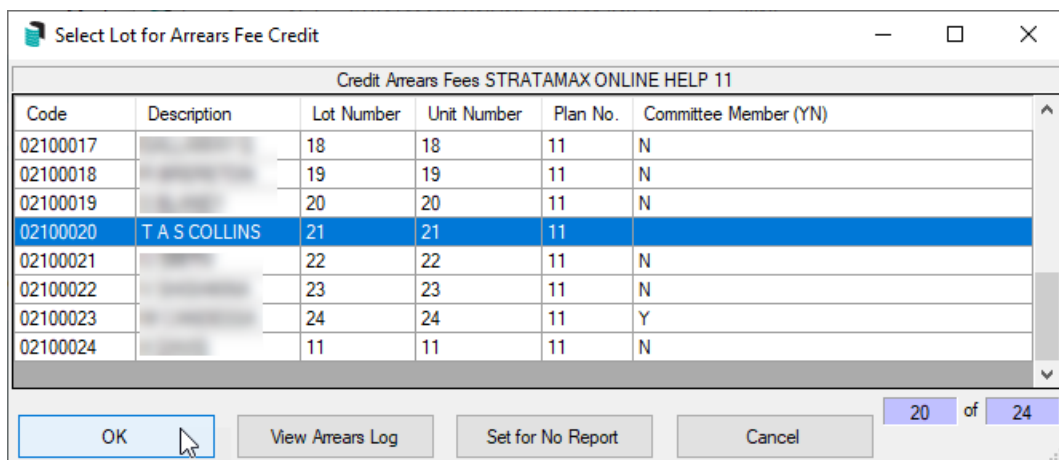 Select Lot for Arrears Fee Credit
Credit Arrears Fees STRATAMAX ONLINE HELP 11
Code Description Lot Number Unit Number Plan No. Committee Member (YN)
02100017 18 18 11 N
02100018 19 19 11 N
02100019 20 20 11 N
02100020 T A S COLLINS 21 21 11
02100021 22 22 11 N
02100022 23 23 11 N
02100023 24 24 11 Y
02100024 11 11 11 N
OK View Arrears Log Set for No Report Cancel 20 of 24